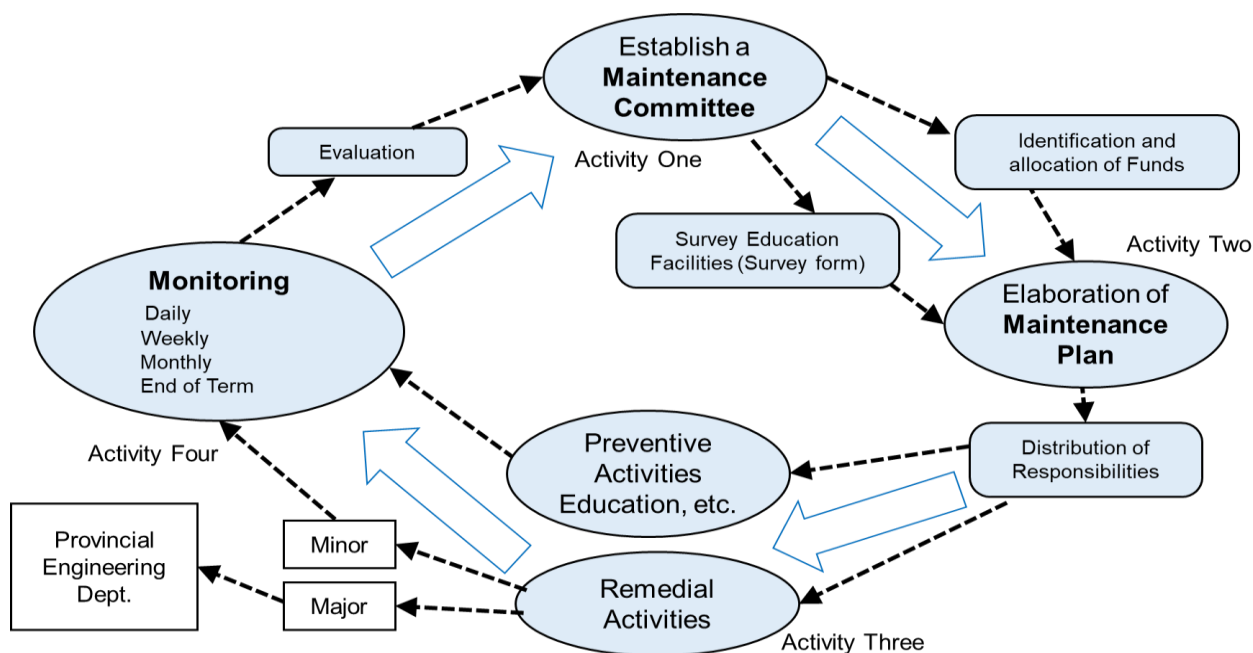 Establish a
Maintenance
Committee
Activity One
Evaluation
Identification and
allocation of Funds
Survey Education
Facilities (Survey form)
Activity Two
Elaboration of
Maintenance
Plan
Monitoring
Daily
Weekly
Monthly
End of Term
Activity Four
Preventive
Activities
Education, etc.
Distribution of
Responsibilities
Provincial
Engineering
Dept.
Minor
Major
Remedial
Activities
Activity Three